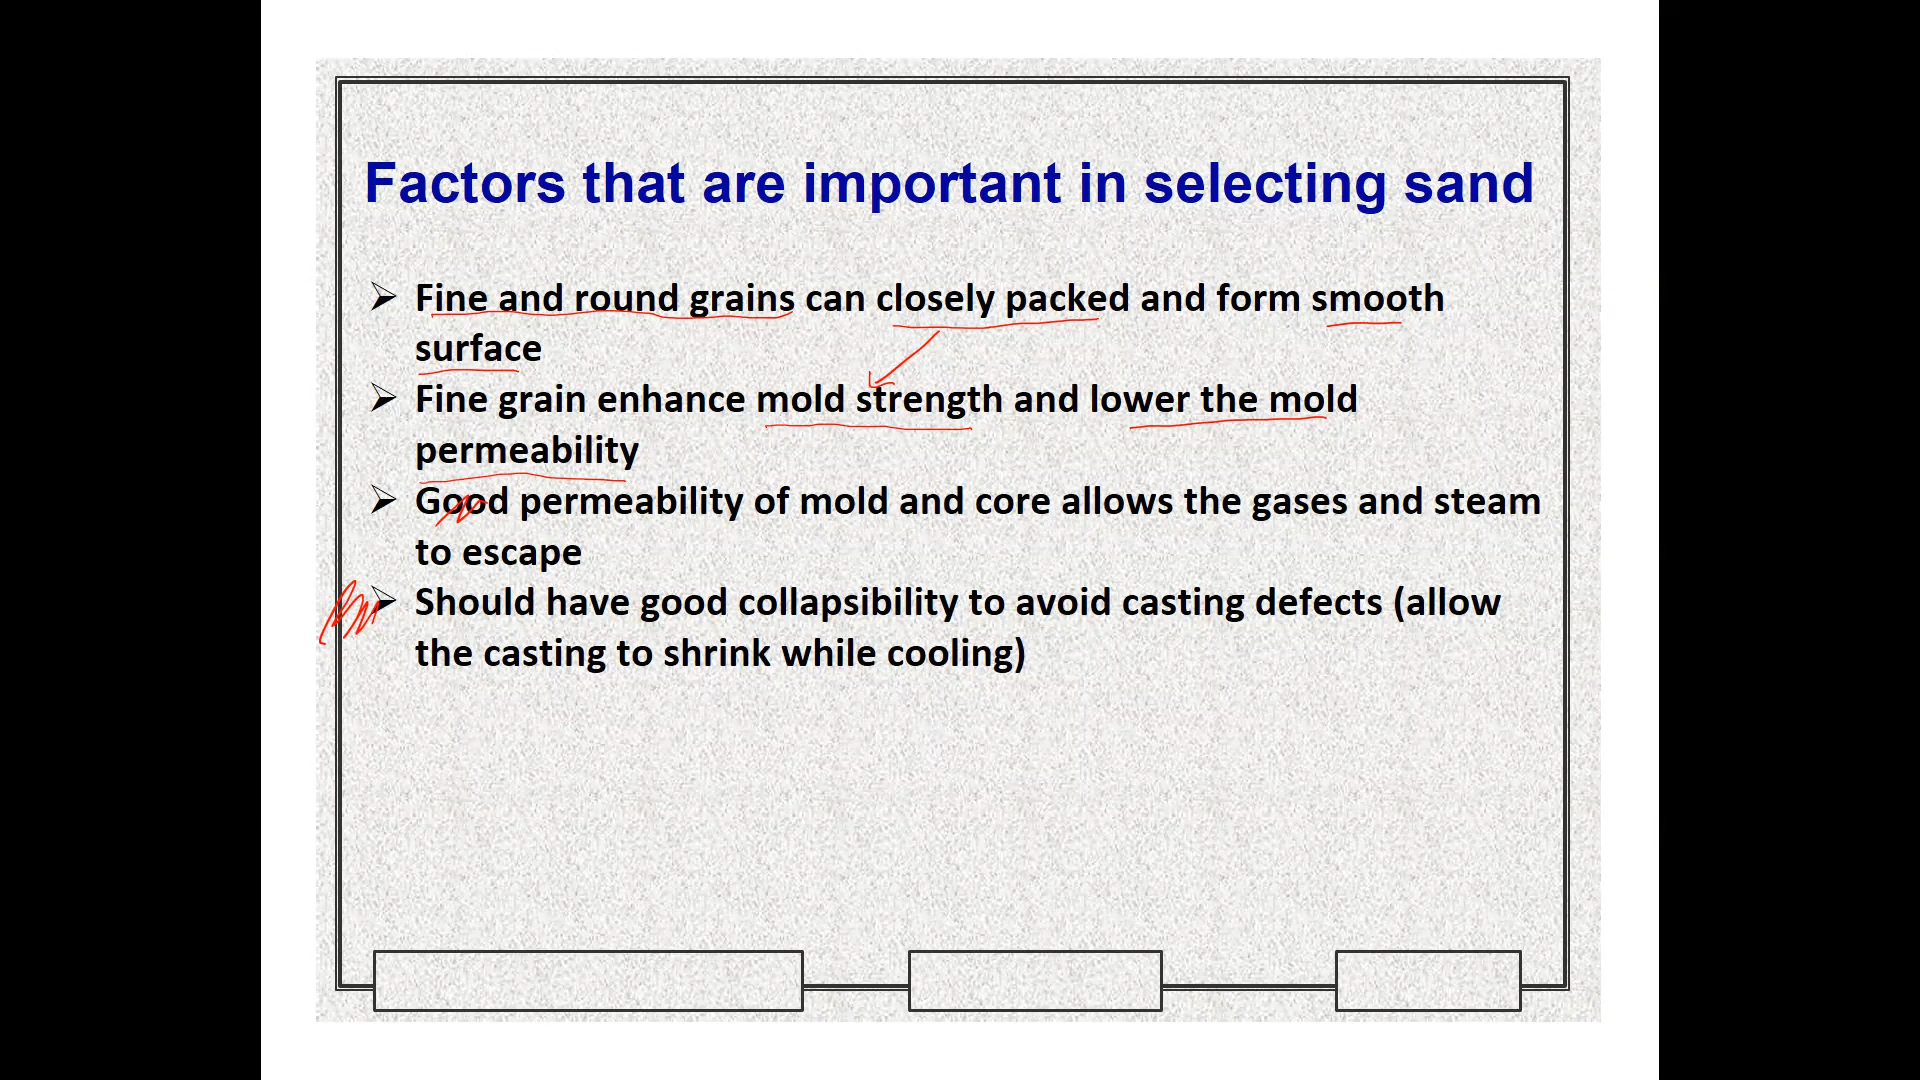 Factors that are important in selecting sand
➢ Fine and round grains can closely packed and form smooth
surface
➢ Fine grain enhance mold strength and lower the mold
permeability
➢ Good permeability of mold and core allows the gases and steam
to escape
➢ Should have good collapsibility to avoid casting defects (allow
the casting to shrink while cooling)